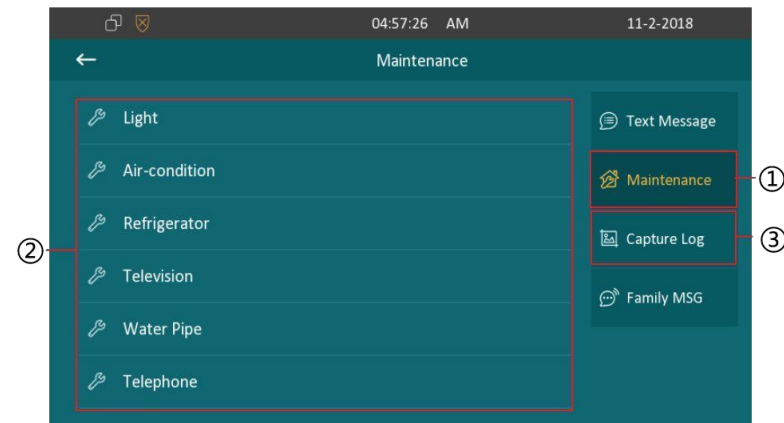 04:57:26 AM 11-2-2018
Maintenance
Light
Air-condition
Refrigerator
Television
Water Pipe
Telephone
Text Message
Maintenance
Capture Log
Family MSG
①
②
③